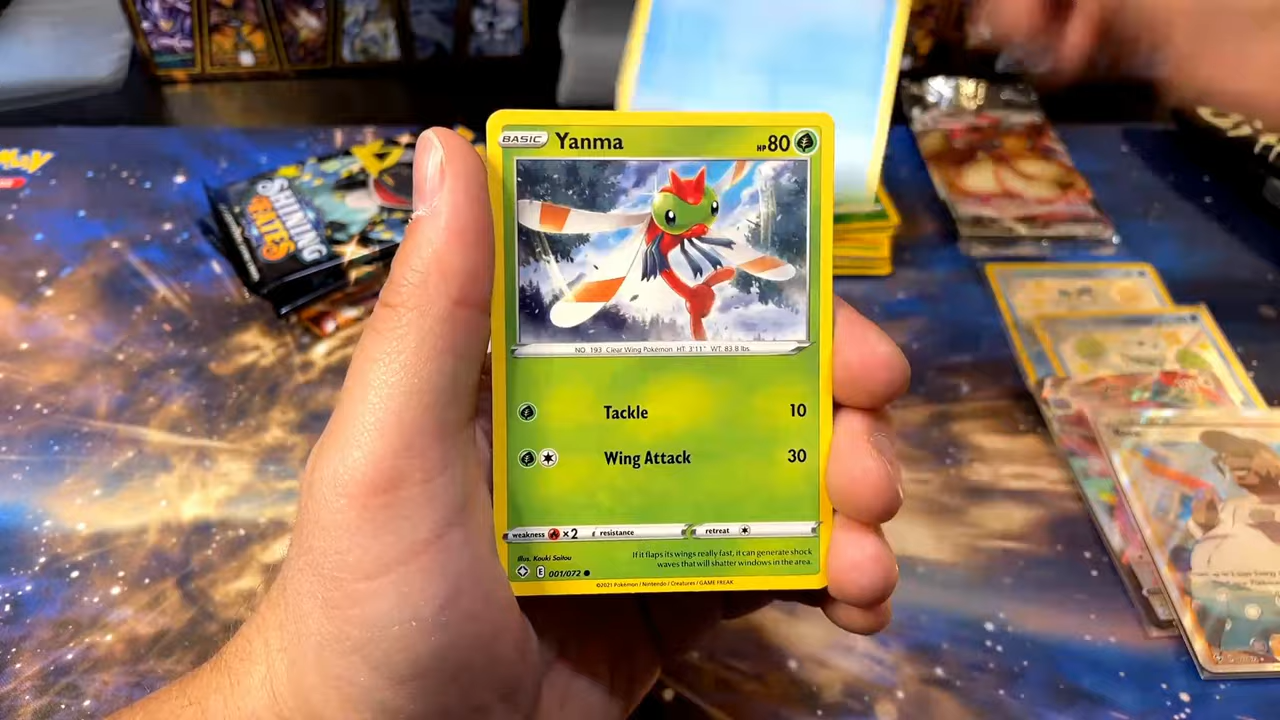 BASIC Yanma HP 80
NO. 193 Clear Wing Pokémon HT: 3'11" WT: 83.8 lbs
Tackle 10
Wing Attack 30
weakness ×2 resistance retreat
Illus. Kouki Saitou
If it flaps its wings really fast, it can generate shock
waves that will shatter windows in the area.
E 001/072
©2021 Pokémon / Nintendo / Creatures / GAME FREAK
SHINING
FATES